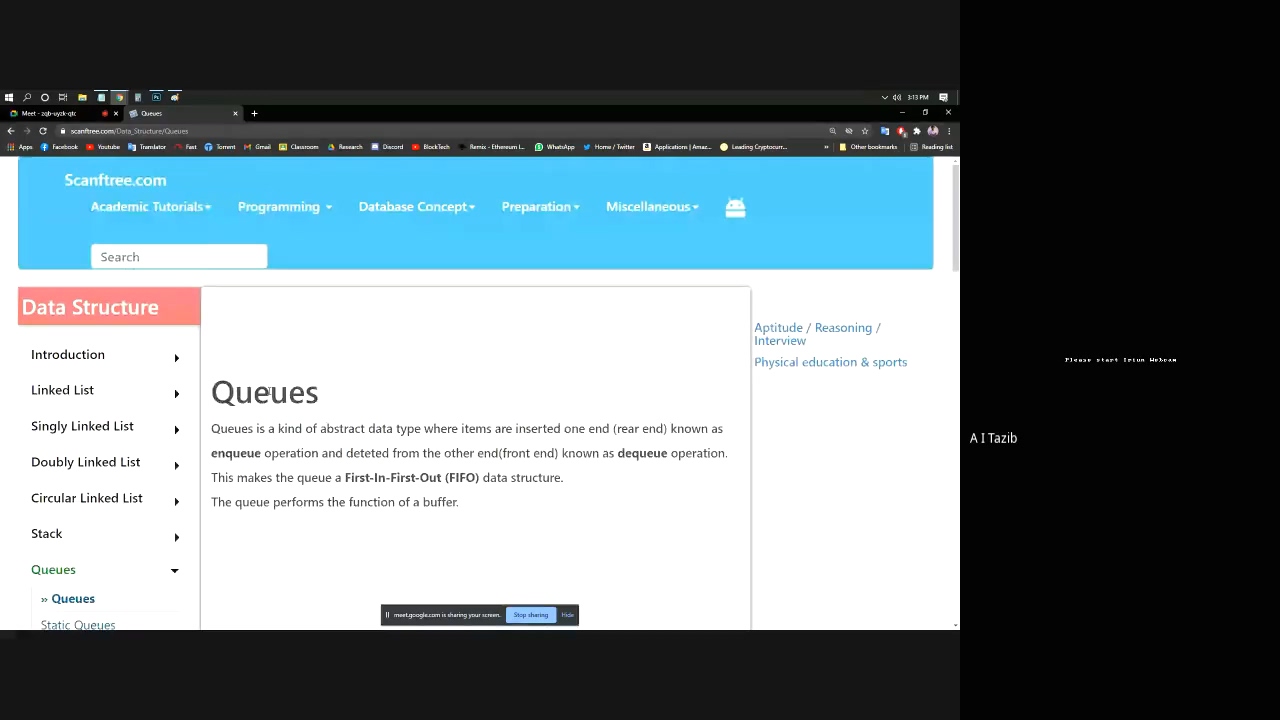 3:13 PM
Meet - zqb-uyzk-qtc
Queues
scanftree.com/Data_Structure/Queues
Apps Facebook Youtube Translator Fast Torrent Gmail Classroom Research Discord BlockTech Remix - Ethereum I... WhatsApp Home / Twitter Applications | Amaz... Leading Cryptocurr... » Other bookmarks Reading list
Scanftree.com
Academic Tutorials Programming Database Concept Preparation Miscellaneous
Search
Data Structure
Introduction
Linked List
Singly Linked List
Doubly Linked List
Circular Linked List
Stack
Queues
» Queues
Static Queues
Queues
Queues is a kind of abstract data type where items are inserted one end (rear end) known as
enqueue operation and deteted from the other end(front end) known as dequeue operation.
This makes the queue a First-In-First-Out (FIFO) data structure.
The queue performs the function of a buffer.
Aptitude / Reasoning /
Interview
Physical education & sports
meet.google.com is sharing your screen. Stop sharing Hide
Please start Iriun Webcam
A I Tazib